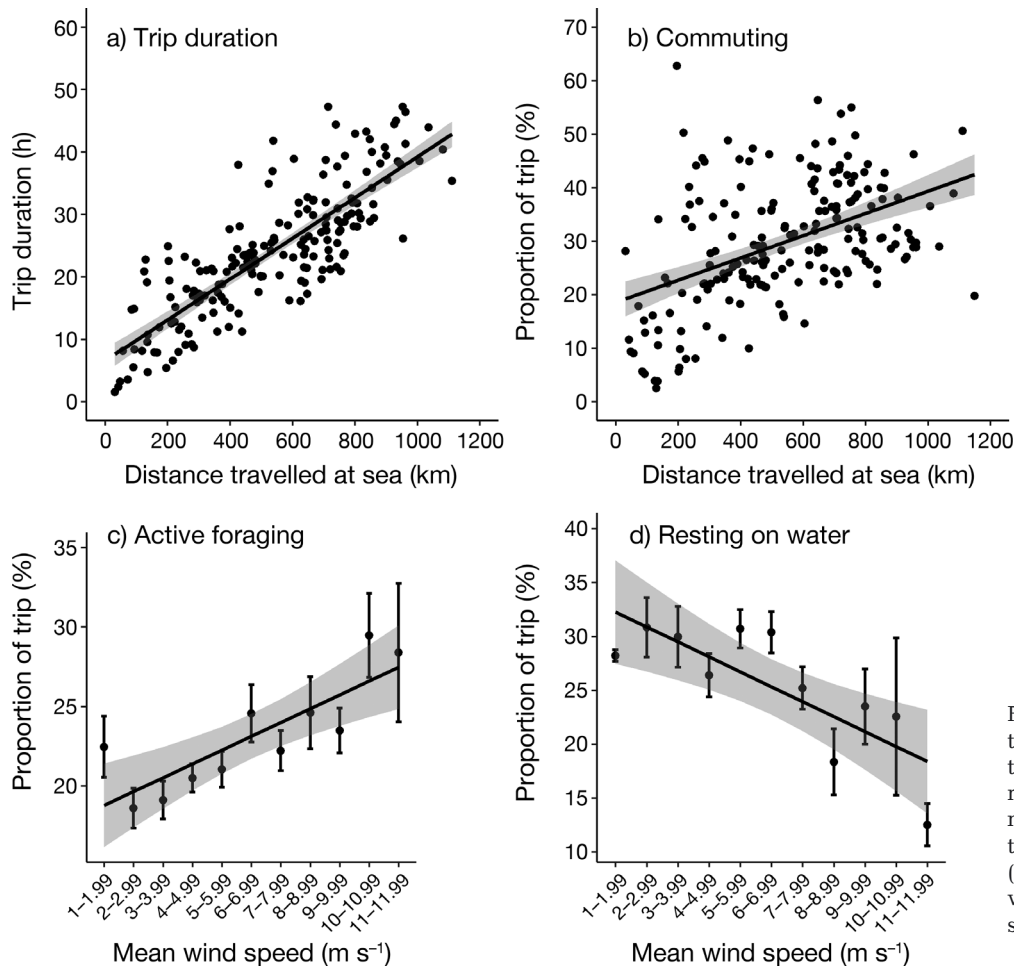 a) Trip duration
60
50
40
30
20
10
0
Trip duration (h)
0 200 400 600 800 1000 1200
Distance travelled at sea (km)
b) Commuting
70
60
50
40
30
20
10
0
Proportion of trip (%)
0 200 400 600 800 1000 1200
Distance travelled at sea (km)
c) Active foraging
35
30
25
20
Proportion of trip (%)
1–1.99 2–2.99 3–3.99 4–4.99 5–5.99 6–6.99 7–7.99 8–8.99 9–9.99 10–10.99 11–11.99
Mean wind speed (m s–1)
d) Resting on water
40
35
30
25
20
15
10
Proportion of trip (%)
1–1.99 2–2.99 3–3.99 4–4.99 5–5.99 6–6.99 7–7.99 8–8.99 9–9.99 10–10.99 11–11.99
Mean wind speed (m s–1)